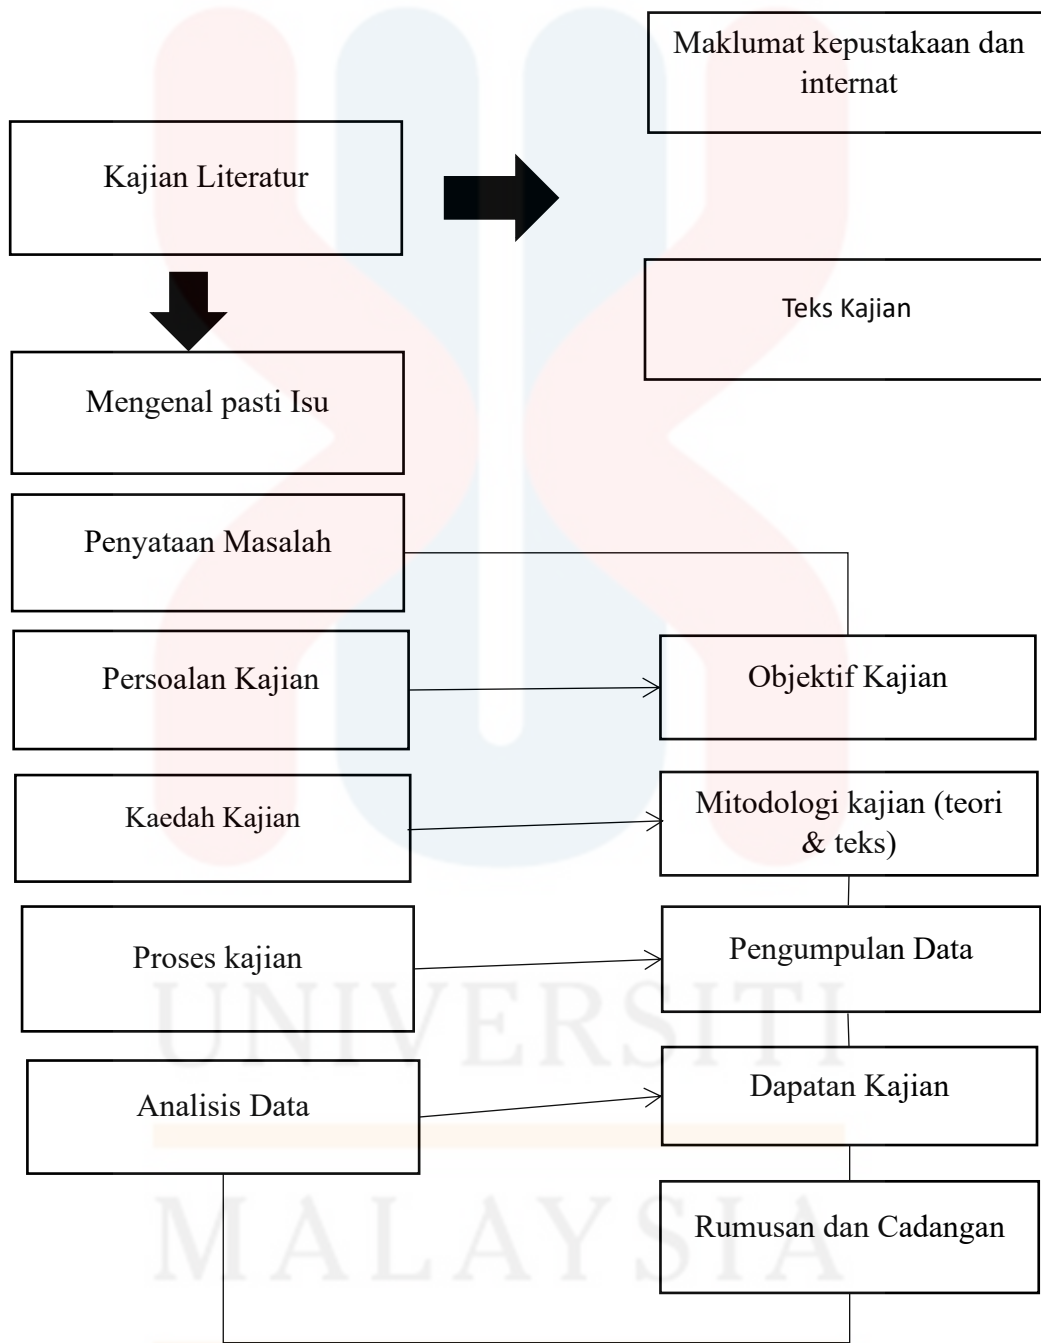 Maklumat kepustakaan dan
internat
Kajian Literatur
Teks Kajian
Mengenal pasti Isu
Penyataan Masalah
Persoalan Kajian
Objektif Kajian
Kaedah Kajian
Mitodologi kajian (teori
& teks)
Proses kajian
Pengumpulan Data
Analisis Data
Dapatan Kajian
Rumusan dan Cadangan
UNIVERSITI
MALAYSIA